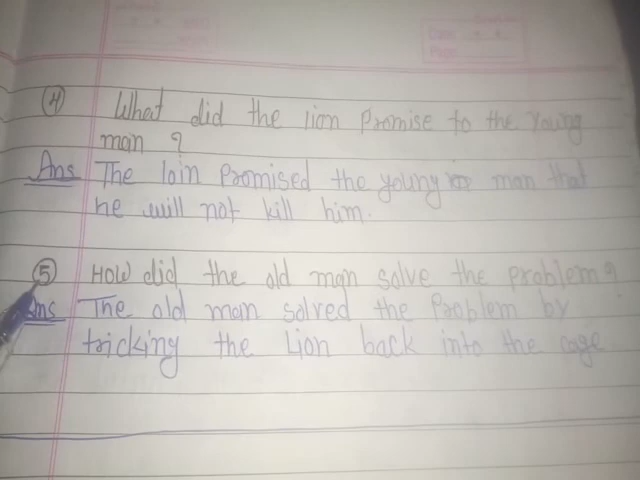 Date
Page
④ What did the lion Promise to the Young
man ?
Ans The loin Promised the young man that
he will not kill him.
⑤ HOW did the old man solve the problem?
Ans The old man solved the Problem by
tricking the Lion back into the cage